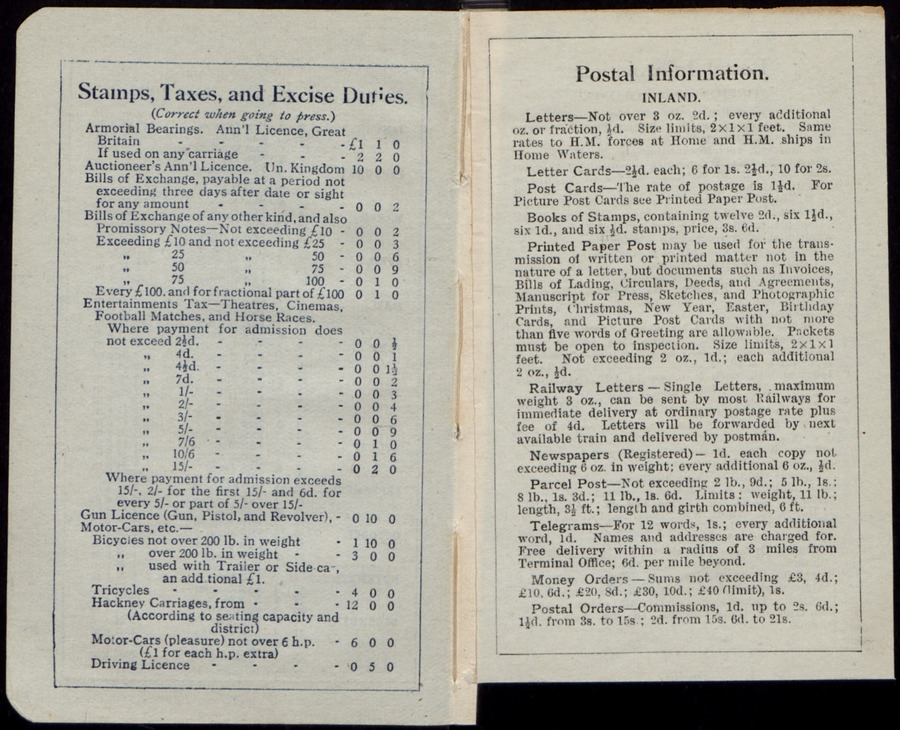 Stamps, Taxes, and Excise Duties.
(Correct when going to press.)
Armorial Bearings. Ann'l Licence, Great
Britain - - - - - £1 1 0
If used on any carriage - - - 2 2 0
Auctioneer's Ann'l Licence. Un. Kingdom 10 0 0
Bills of Exchange, payable at a period not
exceeding three days after date or sight
for any amount - - - - 0 0 2
Bills of Exchange of any other kind, and also
Promissory Notes—Not exceeding £10 - 0 0 2
Exceeding £10 and not exceeding £25 - 0 0 3
„ 25 „ 50 - 0 0 6
„ 50 „ 75 - 0 0 9
„ 75 „ 100 - 0 1 0
Every £100. and for fractional part of £100 0 1 0
Entertainments Tax—Theatres, Cinemas,
Football Matches, and Horse Races.
Where payment for admission does
not exceed 2½d. - - - - 0 0 ½
„ 4d. - - - - 0 0 1
„ 4½d. - - - - 0 0 1½
„ 7d. - - - - 0 0 2
„ 1/- - - - - 0 0 3
„ 2/- - - - - 0 0 4
„ 3/- - - - - 0 0 6
„ 5/- - - - - 0 0 9
„ 7/6 - - - - 0 1 0
„ 10/6 - - - - 0 1 6
„ 15/- - - - - 0 2 0
Where payment for admission exceeds
15/-, 2/- for the first 15/- and 6d. for
every 5/- or part of 5/- over 15/-
Gun Licence (Gun, Pistol, and Revolver), - 0 10 0
Motor-Cars, etc.—
Bicycles not over 200 lb. in weight - 1 10 0
„ over 200 lb. in weight - - 3 0 0
„ used with Trailer or Side ca-,
an add.tional £1.
Tricycles - - - - - 4 0 0
Hackney Carriages, from - - - 12 0 0
(According to seating capacity and
district)
Motor-Cars (pleasure) not over 6 h.p. - 6 0 0
(£1 for each h.p. extra)
Driving Licence - - - - 0 5 0
Postal Information.
INLAND.
Letters—Not over 3 oz. 2d.; every additional
oz. or fraction, ½d. Size limits, 2×1×1 feet. Same
rates to H.M. forces at Home and H.M. ships in
Home Waters.
Letter Cards—2½d. each; 6 for 1s. 2½d., 10 for 2s.
Post Cards—The rate of postage is 1½d. For
Picture Post Cards see Printed Paper Post.
Books of Stamps, containing twelve 2d., six 1½d.,
six 1d., and six ½d. stamps, price, 3s. 6d.
Printed Paper Post may be used for the trans-
mission of written or printed matter not in the
nature of a letter, but documents such as Invoices,
Bills of Lading, Circulars, Deeds, and Agreements,
Manuscript for Press, Sketches, and Photographic
Prints, Christmas, New Year, Easter, Birthday
Cards, and Picture Post Cards with not more
than five words of Greeting are allowable. Packets
must be open to inspection. Size limits, 2×1×1
feet. Not exceeding 2 oz., 1d.; each additional
2 oz., ½d.
Railway Letters — Single Letters, maximum
weight 3 oz., can be sent by most Railways for
immediate delivery at ordinary postage rate plus
fee of 4d. Letters will be forwarded by next
available train and delivered by postman.
Newspapers (Registered)— 1d. each copy not
exceeding 6 oz. in weight; every additional 6 oz., ½d.
Parcel Post—Not exceeding 2 lb., 9d.; 5 lb., 1s.;
8 lb., 1s. 3d.; 11 lb., 1s. 6d. Limits: weight, 11 lb.;
length, 3½ ft.; length and girth combined, 6 ft.
Telegrams—For 12 words, 1s.; every additional
word, 1d. Names and addresses are charged for.
Free delivery within a radius of 3 miles from
Terminal Office; 6d. per mile beyond.
Money Orders — Sums not exceeding £3, 4d.;
£10, 6d.; £20, 8d.; £30, 10d.; £40 (limit), 1s.
Postal Orders—Commissions, 1d. up to 2s. 6d.;
1½d. from 3s. to 15s.; 2d. from 15s. 6d. to 21s.